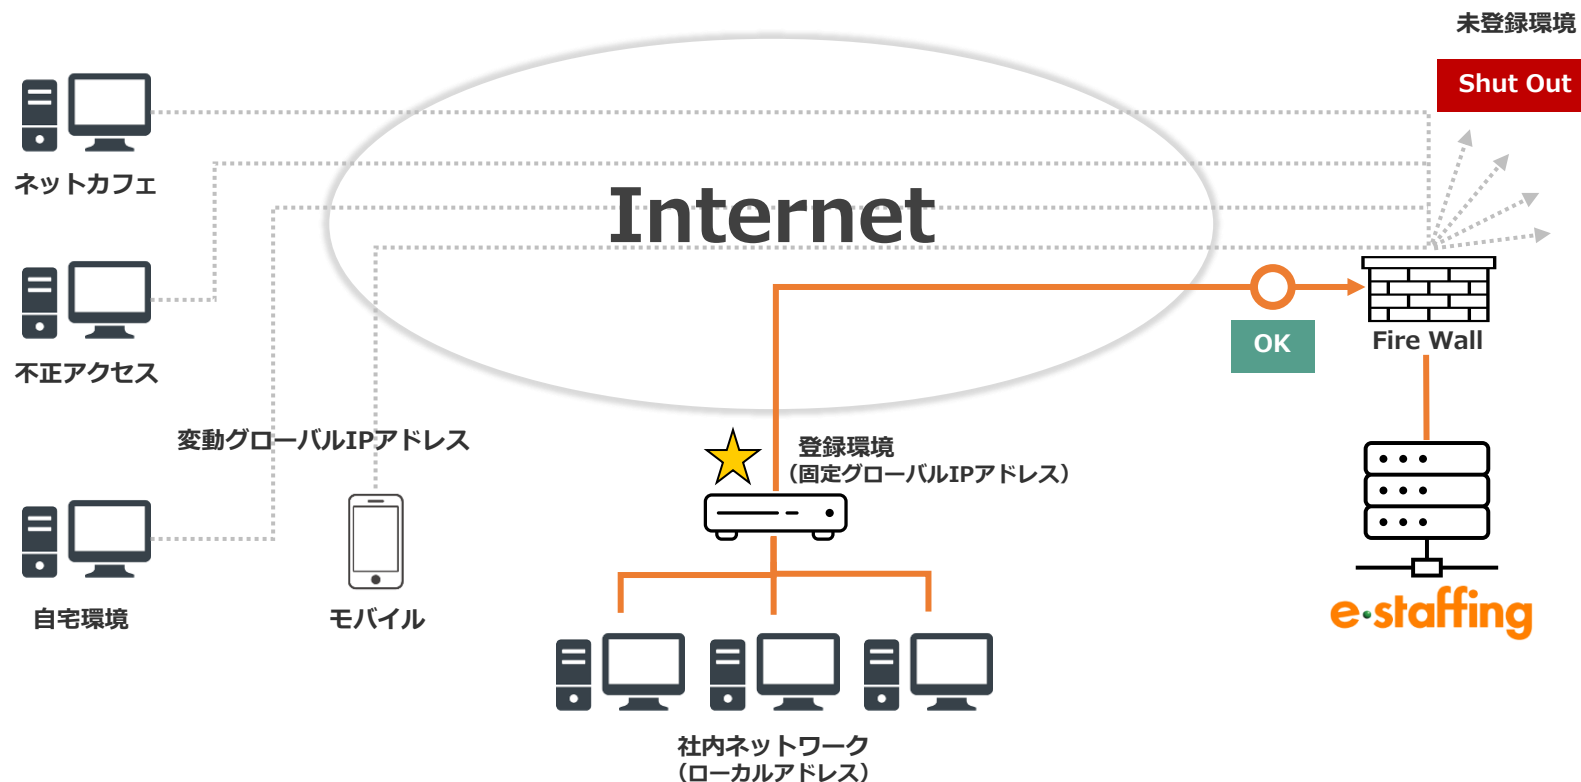 未登録環境
Shut Out
ネットカフェ
Internet
不正アクセス
OK
Fire Wall
変動グローバルIPアドレス
登録環境
（固定グローバルIPアドレス）
自宅環境
モバイル
e-staffing
社内ネットワーク
（ローカルアドレス）